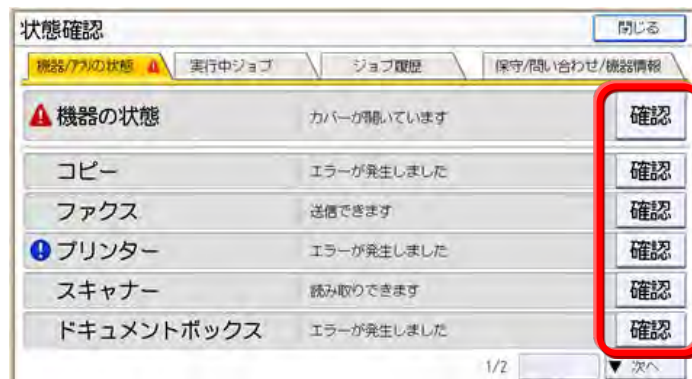 状態確認 閉じる
機器/アプリの状態 実行中ジョブ ジョブ履歴 保守/問い合わせ/機器情報
機器の状態 カバーが開いています 確認
コピー エラーが発生しました 確認
ファクス 送信できます 確認
プリンター エラーが発生しました 確認
スキャナー 読み取りできます 確認
ドキュメントボックス エラーが発生しました 確認
1/2 ▼ 次へ